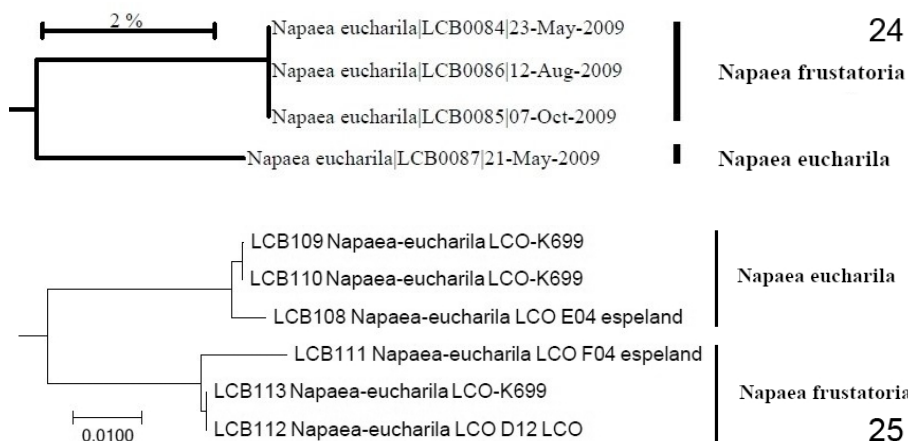 2 %
Napaea eucharila|LCB0084|23-May-2009
24
Napaea eucharila|LCB0086|12-Aug-2009
Napaea frustatoria
Napaea eucharila|LCB0085|07-Oct-2009
Napaea eucharila|LCB0087|21-May-2009
Napaea eucharila
LCB109 Napaea-eucharila LCO-K699
LCB110 Napaea-eucharila LCO-K699
Napaea eucharila
LCB108 Napaea-eucharila LCO E04 espeland
LCB111 Napaea-eucharila LCO F04 espeland
LCB113 Napaea-eucharila LCO-K699
Napaea frustatoria
LCB112 Napaea-eucharila LCO D12 LCO
0.0100
25